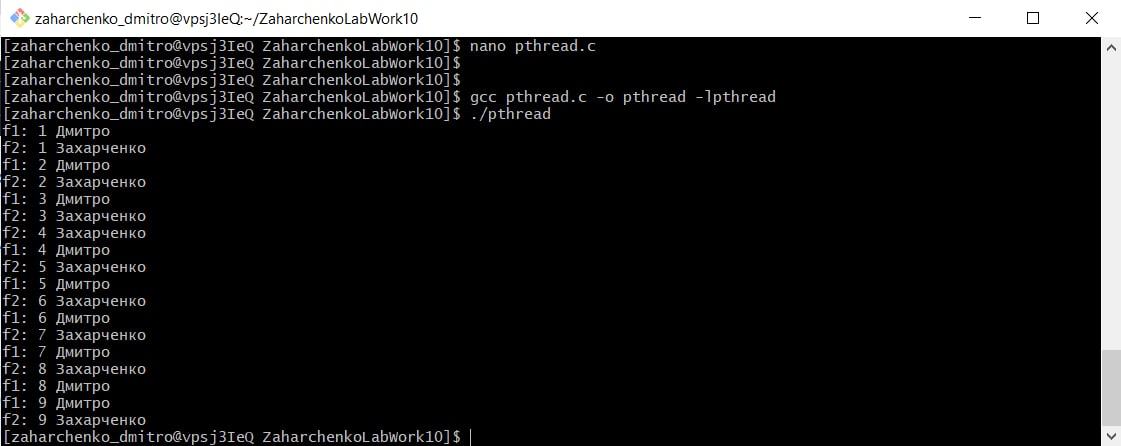 zaharchenko_dmitro@vpsj3IeQ:~/ZaharchenkoLabWork10
[zaharchenko_dmitro@vpsj3IeQ ZaharchenkoLabWork10]$ nano pthread.c
[zaharchenko_dmitro@vpsj3IeQ ZaharchenkoLabWork10]$
[zaharchenko_dmitro@vpsj3IeQ ZaharchenkoLabWork10]$
[zaharchenko_dmitro@vpsj3IeQ ZaharchenkoLabWork10]$ gcc pthread.c -o pthread -lpthread
[zaharchenko_dmitro@vpsj3IeQ ZaharchenkoLabWork10]$ ./pthread
f1: 1 Дмитро
f2: 1 Захарченко
f1: 2 Дмитро
f2: 2 Захарченко
f1: 3 Дмитро
f2: 3 Захарченко
f2: 4 Захарченко
f1: 4 Дмитро
f2: 5 Захарченко
f1: 5 Дмитро
f2: 6 Захарченко
f1: 6 Дмитро
f2: 7 Захарченко
f1: 7 Дмитро
f2: 8 Захарченко
f1: 8 Дмитро
f1: 9 Дмитро
f2: 9 Захарченко
[zaharchenko_dmitro@vpsj3IeQ ZaharchenkoLabWork10]$